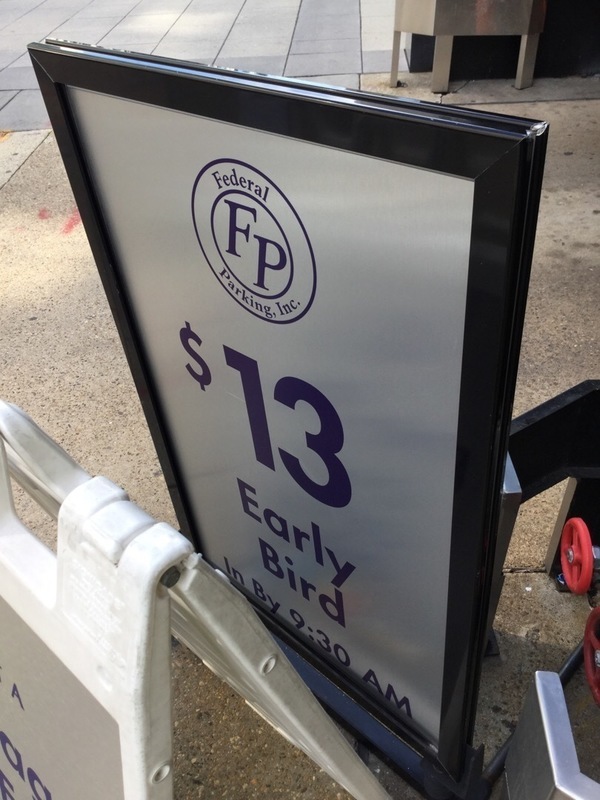 Federal
FP
Parking, Inc.
$13
Early
Bird
In By 9:30 AM
A